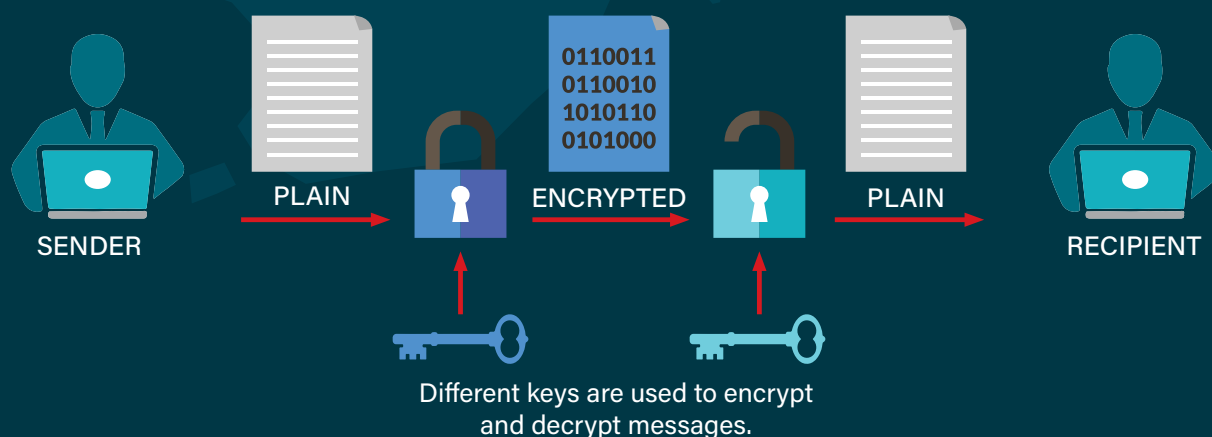 0110011
0110010
1010110
0101000
PLAIN
ENCRYPTED
PLAIN
SENDER
RECIPIENT
Different keys are used to encrypt
and decrypt messages.